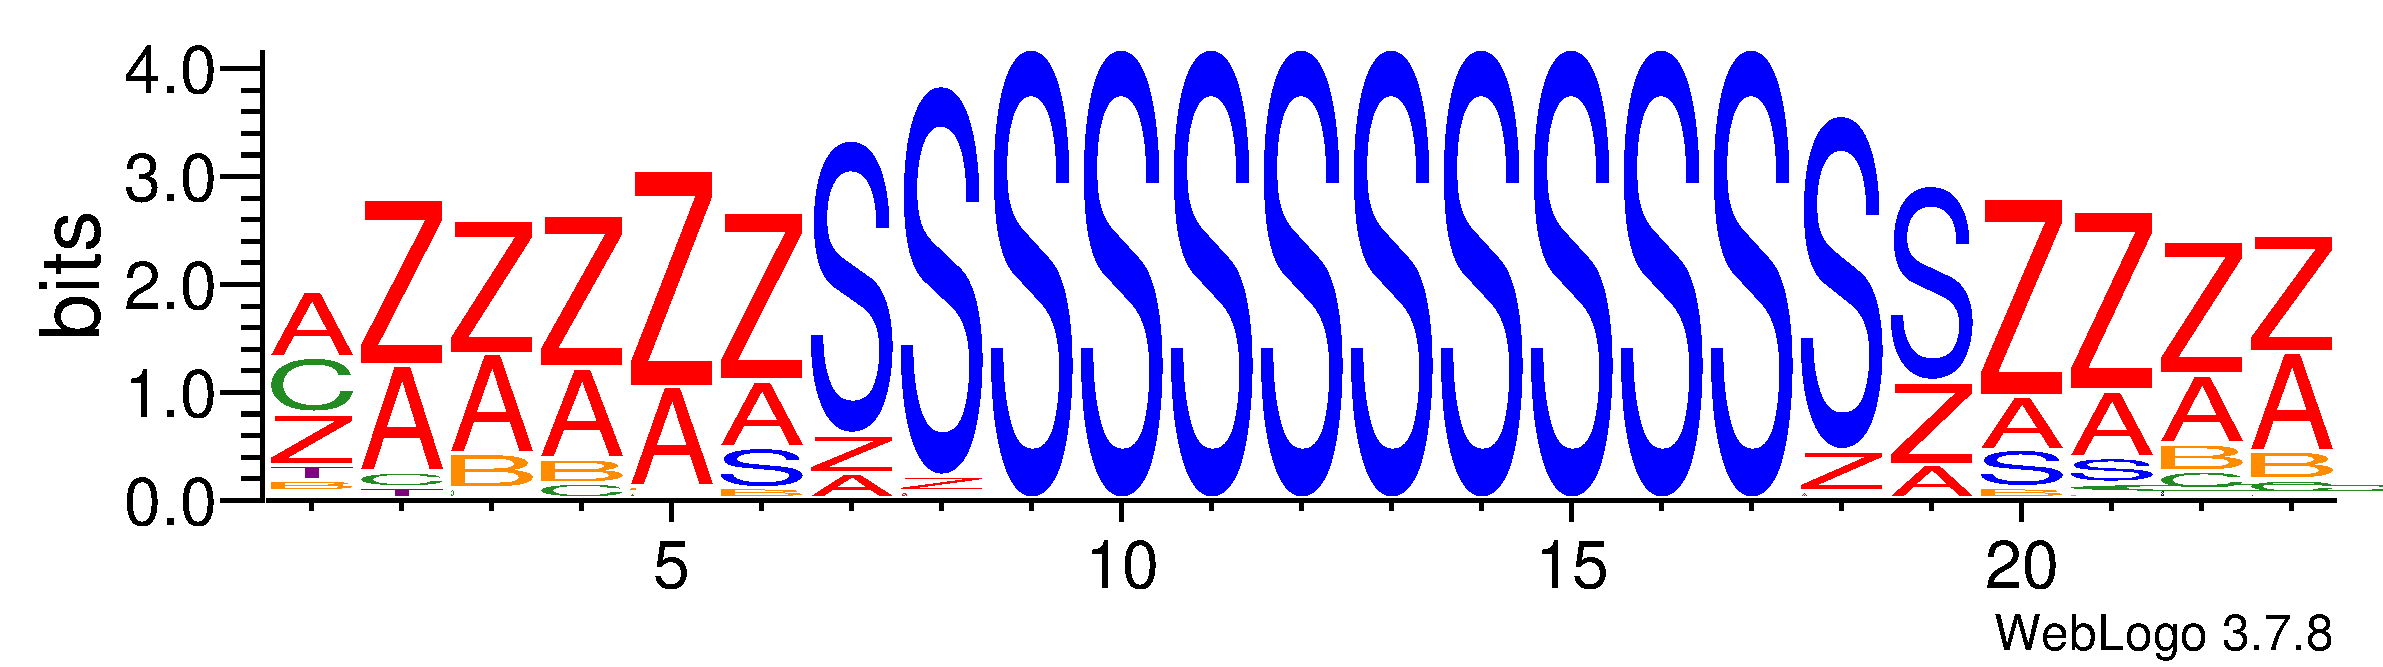 bits
4.0
3.0
2.0
1.0
0.0
A Z Z Z Z Z S S S S S S S S S S S S S Z Z Z Z
C A A A A A Z Z Z Z A A A A
Z C B B S A A S S B B
T T C B B C C C
B
5 10 15 20
WebLogo 3.7.8